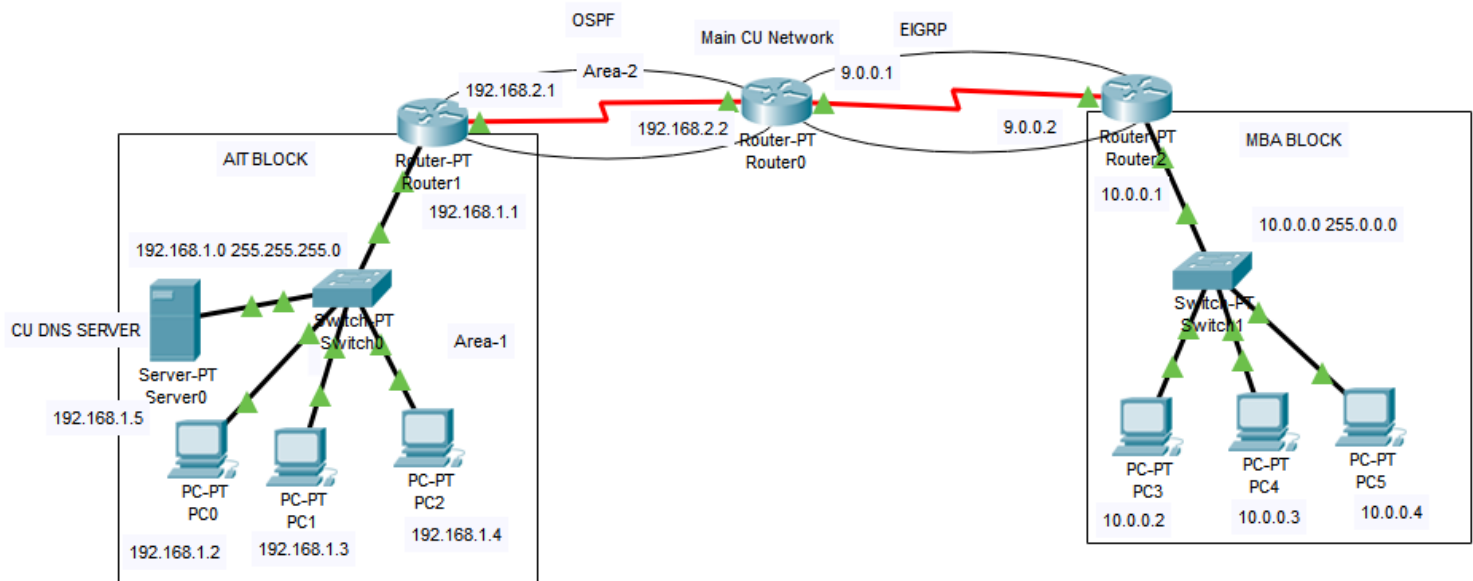 OSPF
Main CU Network
EIGRP
Area-2
9.0.0.1
192.168.2.1
192.168.2.2
9.0.0.2
Router-PT
Router0
AIT BLOCK
Router-PT
Router1
Router-PT
Router2
MBA BLOCK
192.168.1.1
10.0.0.1
192.168.1.0 255.255.255.0
10.0.0.0 255.0.0.0
CU DNS SERVER
Switch-PT
Switch0
Area-1
Switch-PT
Switch1
Server-PT
Server0
192.168.1.5
PC-PT
PC0
PC-PT
PC1
PC-PT
PC2
192.168.1.2
192.168.1.3
192.168.1.4
PC-PT
PC3
PC-PT
PC4
PC-PT
PC5
10.0.0.2
10.0.0.3
10.0.0.4